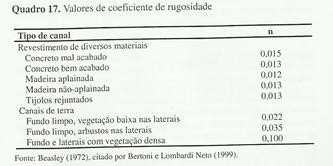 Quadro 17. Valores de coeficiente de rugosidade
Tipo de canal n
Revestimento de diversos materiais
Concreto mal acabado 0,015
Concreto bem acabado 0,013
Madeira aplainada 0,012
Madeira não-aplainada 0,013
Tijolos rejuntados 0,013
Canais de terra
Fundo limpo, vegetação baixa nas laterais 0,022
Fundo limpo, arbustos nas laterais 0,035
Fundo e laterais com vegetação densa 0,100
Fonte: Beasley (1972), citado por Bertoni e Lombardi Neto (1999).